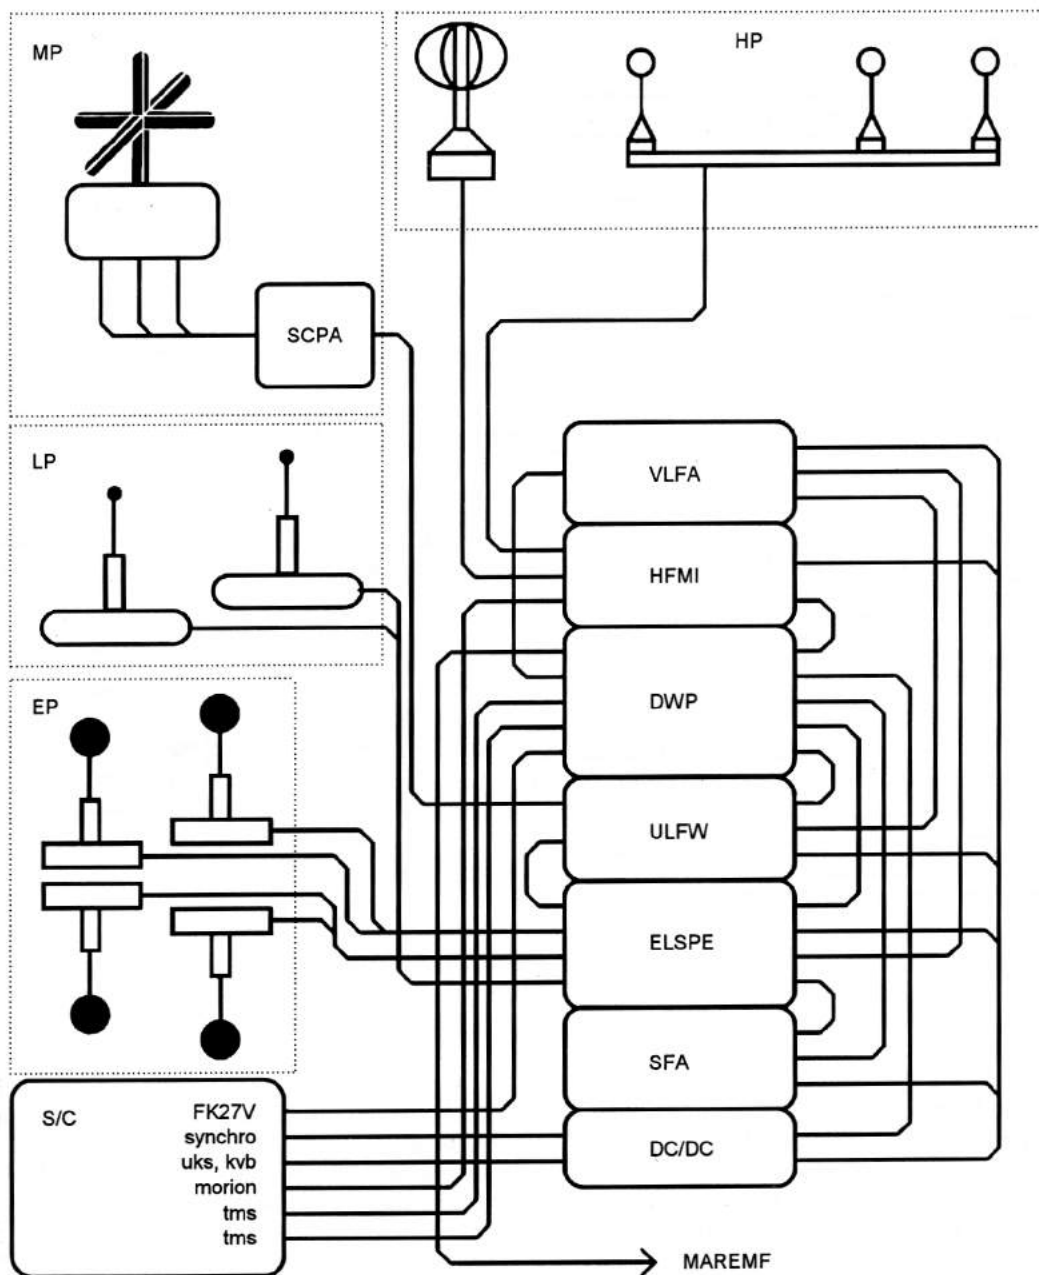 MP
HP
SCPA
LP
VLFA
HFMI
DWP
EP
ULFW
ELSPE
SFA
S/C
FK27V
synchro
uks, kvb
morion
tms
tms
DC/DC
MAREMF